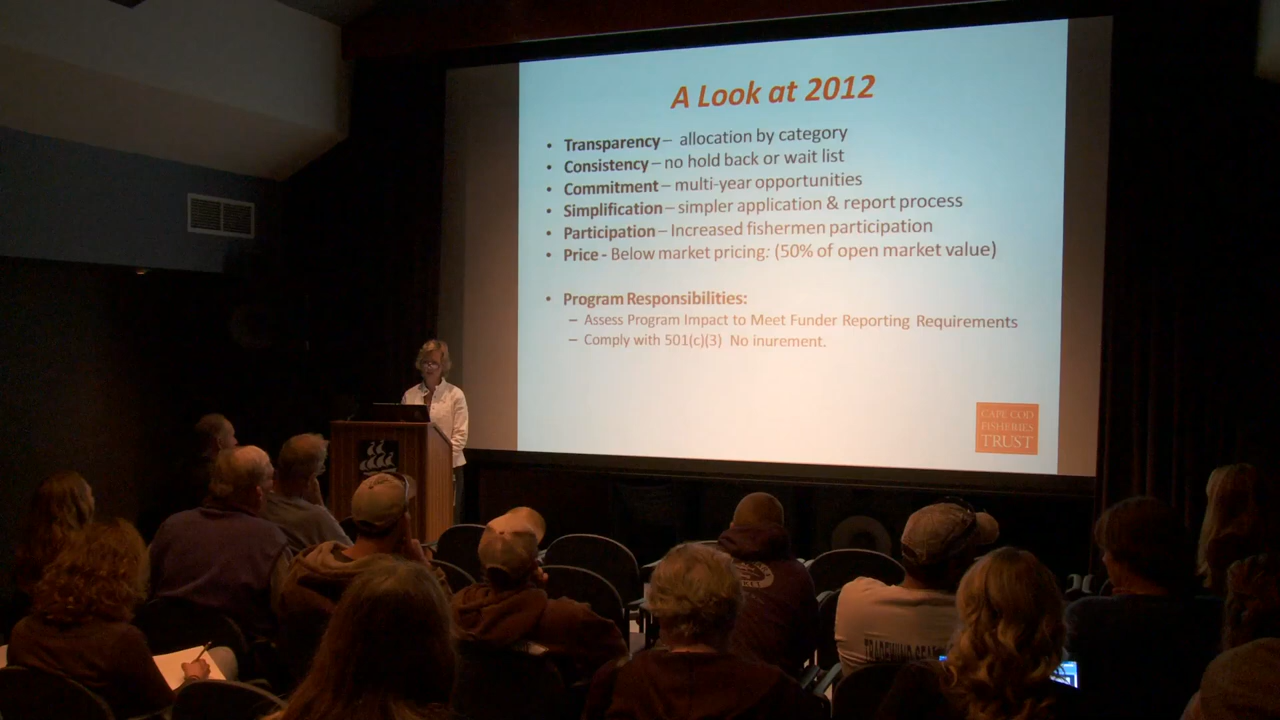 A Look at 2012
• Transparency – allocation by category
• Consistency – no hold back or wait list
• Commitment – multi-year opportunities
• Simplification – simpler application & report process
• Participation – Increased fishermen participation
• Price - Below market pricing: (50% of open market value)
• Program Responsibilities:
– Assess Program Impact to Meet Funder Reporting Requirements
– Comply with 501(c)(3) No inurement.
CAPE COD
FISHERIES
TRUST